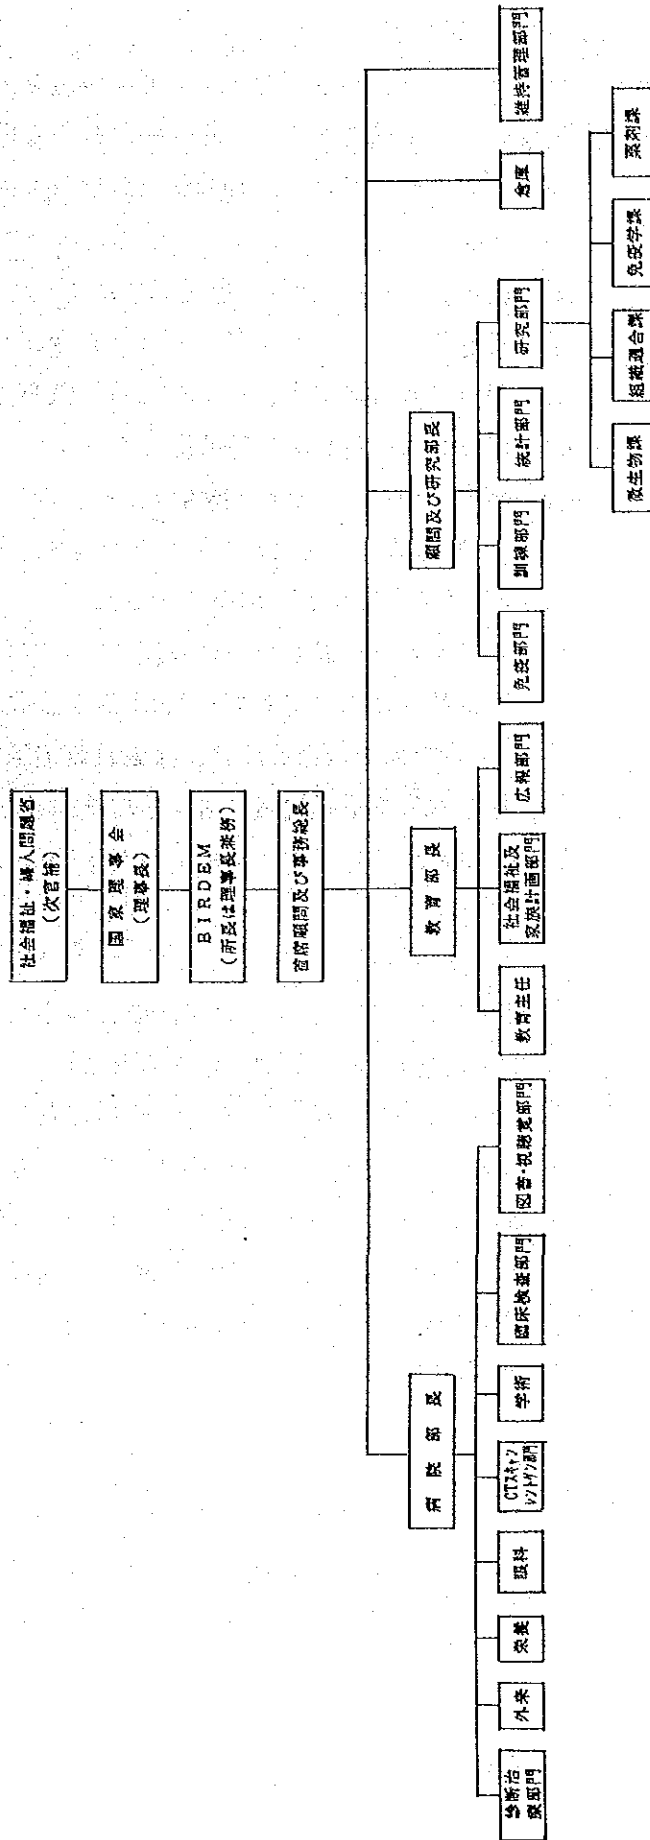 社会福祉・婦人問題省
(次官補)
国家理事会
(理事長)
BIRDEM
(所長は理事長兼務)
首席顧問及び事務総長
病院部長
教育部長
顧問及び研究部長
倉庫
維持管理部門
診断治
療部門
外来
栄養
眼科
CTスキャン
レントゲン部門
学術
臨床検査部門
図書・視聴覚部門
教育主任
社会福祉及
家族計画部門
広報部門
免疫部門
訓練部門
統計部門
研究部門
微生物課
組織適合課
免疫学課
薬剤課